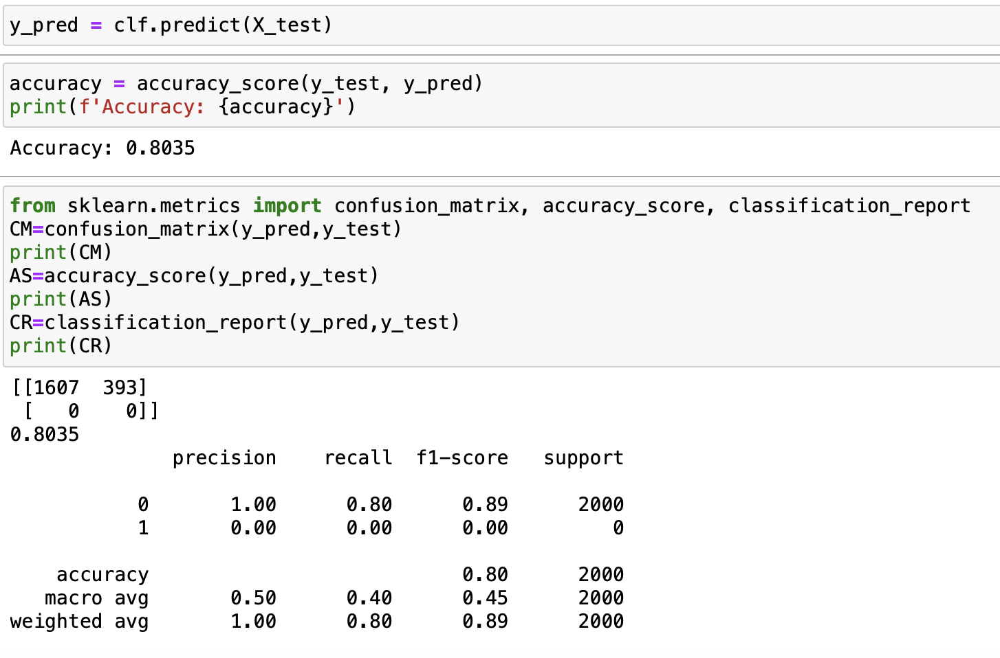 y_pred = clf.predict(X_test)
accuracy = accuracy_score(y_test, y_pred)
print(f'Accuracy: {accuracy}')
Accuracy: 0.8035
from sklearn.metrics import confusion_matrix, accuracy_score, classification_report
CM=confusion_matrix(y_pred,y_test)
print(CM)
AS=accuracy_score(y_pred,y_test)
print(AS)
CR=classification_report(y_pred,y_test)
print(CR)
[[1607  393]
 [   0    0]]
0.8035
              precision    recall  f1-score   support
           0       1.00      0.80      0.89      2000
           1       0.00      0.00      0.00         0
    accuracy                           0.80      2000
   macro avg       0.50      0.40      0.45      2000
weighted avg       1.00      0.80      0.89      2000